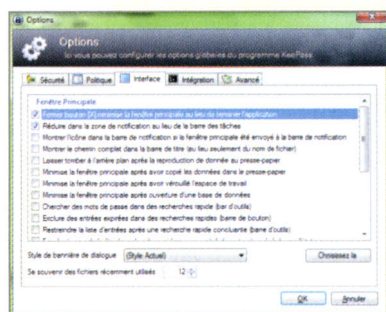 Options
Options
Ici vous pouvez configurer les options globales du programme KeePass.
Sécurité
Politique
Interface
Intégration
Avancé
Fenêtre Principale
Fermer bouton [X] minimise la fenêtre principale au lieu de terminer l'application
Réduire dans la zone de notification au lieu de la barre des tâches
Montrer l'icône dans la barre de notification si la fenêtre principale été envoyé à la barre de notification
Montrer le chemin complet dans la barre de titre (au lieu seulement du nom de fichier)
Laisser tomber à l'arrière plan après la reproduction de donnée au presse-papier
Minimise la fenêtre principale après avoir copié les données dans le presse-papier
Minimise la fenêtre principale après avoir vérouillé l'espace de travail
Minimise la fenêtre principale après ouverture d'une base de données
Chercher des mots de passe dans des recherches rapides (bar d'outils)
Exclure des entrées expirées dans des recherches rapides (barre de bouton)
Restreindre la liste d'entrées après une recherche rapide concluante (barre d'outils)
Style de bannière de dialogue
(Style Actuel)
Choisissez la
Se souvenir des fichiers récemment utilisés
12
OK
Annuler